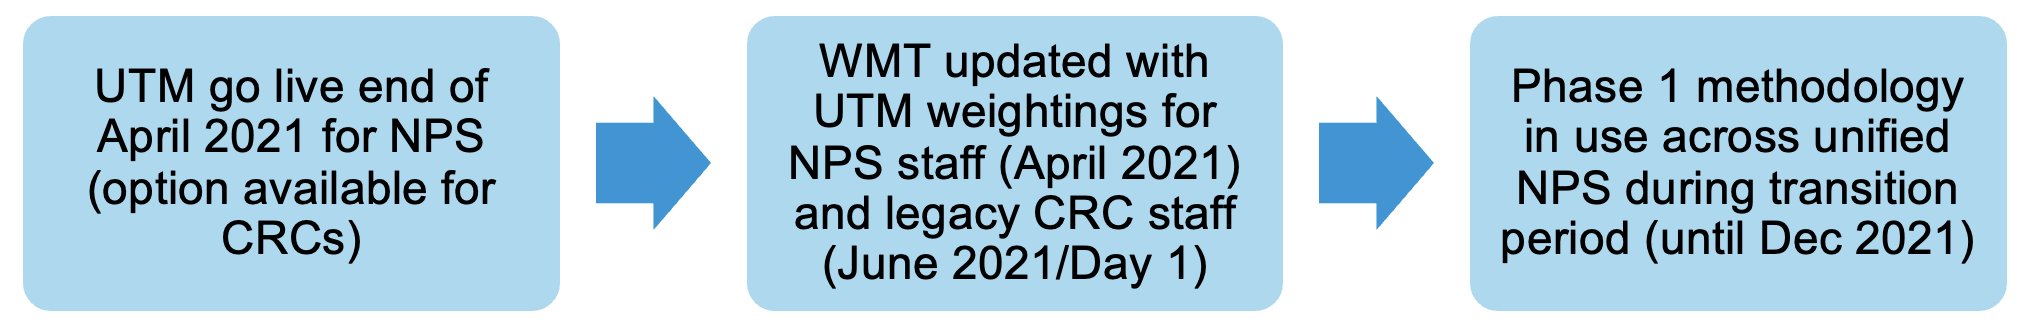 UTM go live end of
April 2021 for NPS
(option available for
CRCs)
WMT updated with
UTM weightings for
NPS staff (April 2021)
and legacy CRC staff
(June 2021/Day 1)
Phase 1 methodology
in use across unified
NPS during transition
period (until Dec 2021)